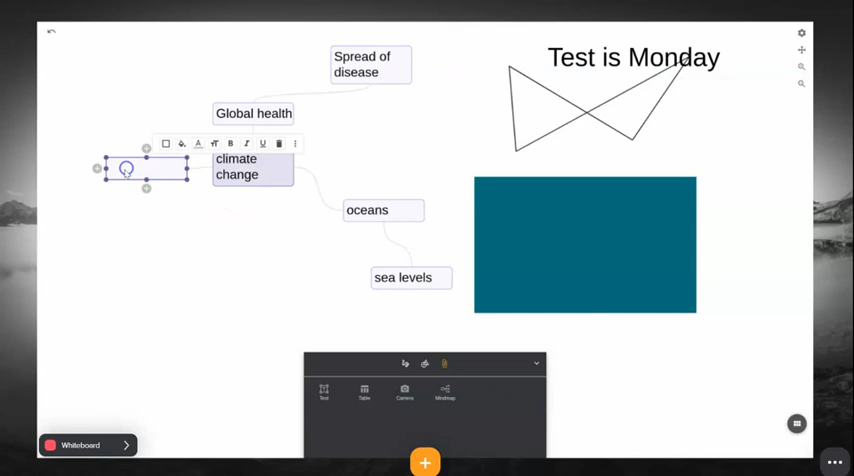 Test is Monday
Spread of
disease
Global health
climate
change
oceans
sea levels
Text
Table
Camera
Mindmap
Whiteboard